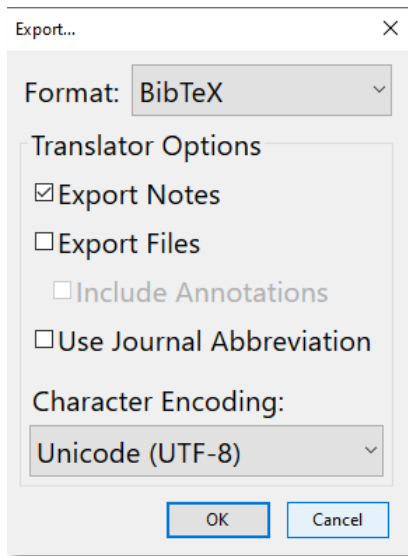 Export...
Format: BibTeX
Translator Options
Export Notes
Export Files
Include Annotations
Use Journal Abbreviation
Character Encoding:
Unicode (UTF-8)
OK Cancel